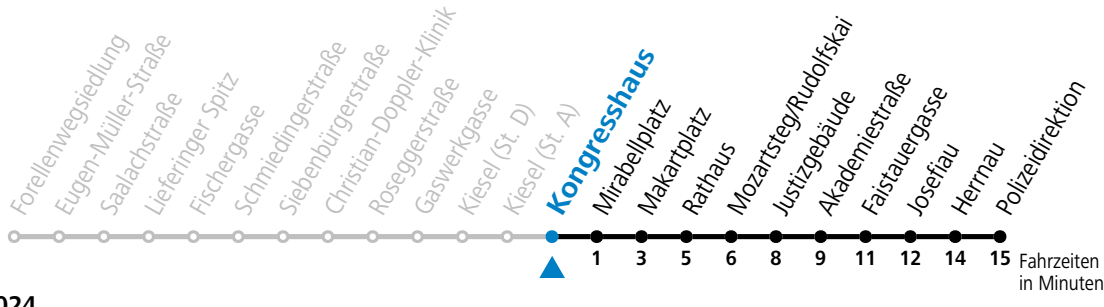 Forellenwegsiedlung
Eugen-Müller-Straße
Saalachstraße
Lieferinger Spitz
Fischergasse
Schmiedingerstraße
Siebenbürgerstraße
Christian-Doppler-Klinik
Roseggerstraße
Gaswerkgasse
Kiesel (St. D)
Kiesel (St. A)
Kongresshaus
Mirabellplatz
Makartplatz
Rathaus
Mozartsteg/Rudolfskai
Justizgebäude
Akademiestraße
Faistauergasse
Josefiau
Herrnau
Polizeidirektion
1 3 5 6 8 9 11 12 14 15 Fahrzeiten
in Minuten